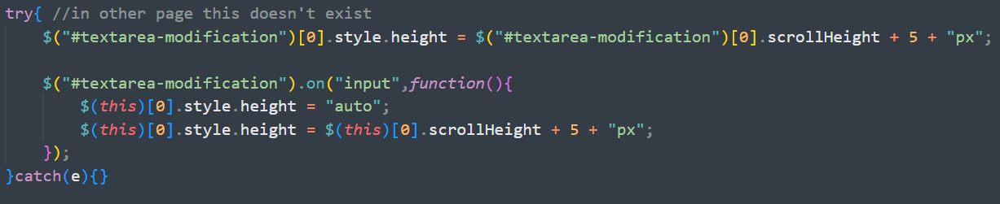 try{ //in other page this doesn't exist
$("#textarea-modification")[0].style.height = $("#textarea-modification")[0].scrollHeight + 5 + "px";
$("#textarea-modification").on("input",function(){
$(this)[0].style.height = "auto";
$(this)[0].style.height = $(this)[0].scrollHeight + 5 + "px";
});
}catch(e){}